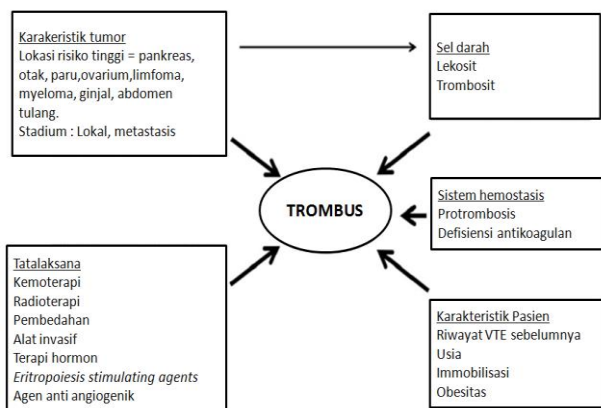 Karakeristik tumor
Lokasi risiko tinggi = pankreas,
otak, paru,ovarium,limfoma,
myeloma, ginjal, abdomen
tulang.
Stadium : Lokal, metastasis
Sel darah
Lekosit
Trombosit
TROMBUS
Sistem hemostasis
Protrombosis
Defisiensi antikoagulan
Tatalaksana
Kemoterapi
Radioterapi
Pembedahan
Alat invasif
Terapi hormon
Eritropoiesis stimulating agents
Agen anti angiogenik
Karakteristik Pasien
Riwayat VTE sebelumnya
Usia
Immobilisasi
Obesitas